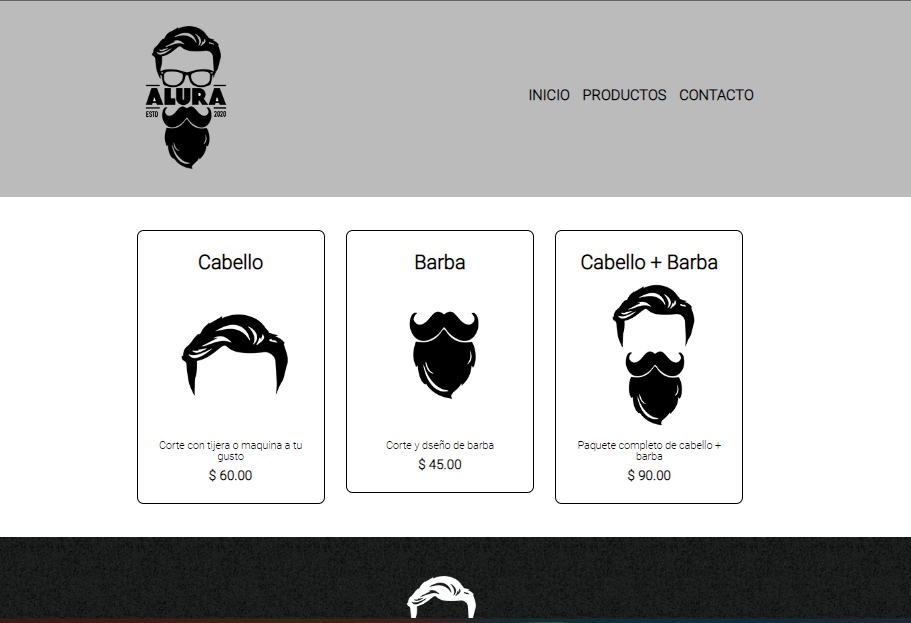 ALURA
ESTD 2020
INICIO PRODUCTOS CONTACTO
Cabello
Corte con tijera o maquina a tu
gusto
$ 60.00
Barba
Corte y dseño de barba
$ 45.00
Cabello + Barba
Paquete completo de cabello +
barba
$ 90.00